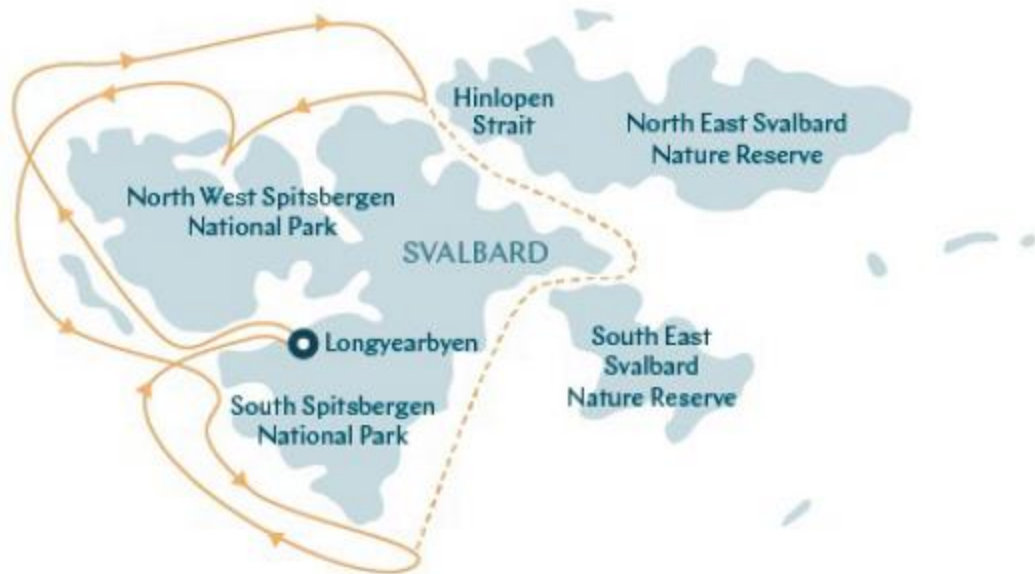 Hinlopen
Strait
North East Svalbard
Nature Reserve
North West Spitsbergen
National Park
SVALBARD
Longyearbyen
South East
Svalbard
Nature Reserve
South Spitsbergen
National Park